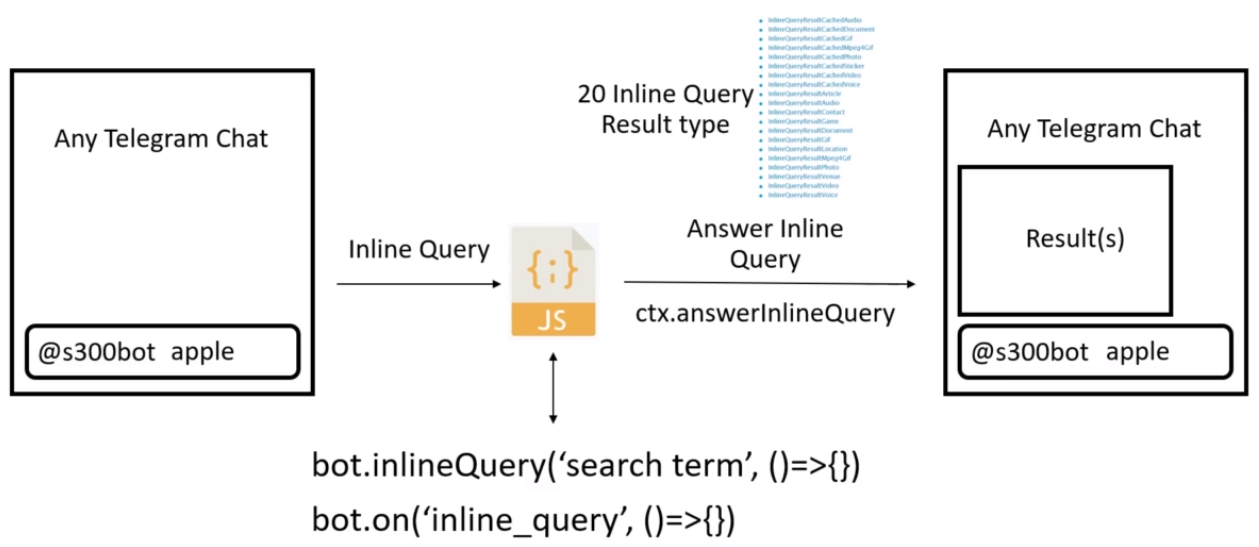 Any Telegram Chat
@s300bot apple
Inline Query
{;}
JS
bot.inlineQuery(‘search term’, ()=>{})
bot.on(‘inline_query’, ()=>{})
20 Inline Query
Result type
InlineQueryResultCachedAudio
InlineQueryResultCachedDocument
InlineQueryResultCachedGif
InlineQueryResultCachedMpeg4Gif
InlineQueryResultCachedPhoto
InlineQueryResultCachedSticker
InlineQueryResultCachedVideo
InlineQueryResultCachedVoice
InlineQueryResultArticle
InlineQueryResultAudio
InlineQueryResultContact
InlineQueryResultGame
InlineQueryResultDocument
InlineQueryResultGif
InlineQueryResultLocation
InlineQueryResultMpeg4Gif
InlineQueryResultPhoto
InlineQueryResultVenue
InlineQueryResultVideo
InlineQueryResultVoice
Answer Inline
Query
ctx.answerInlineQuery
Any Telegram Chat
Result(s)
@s300bot apple